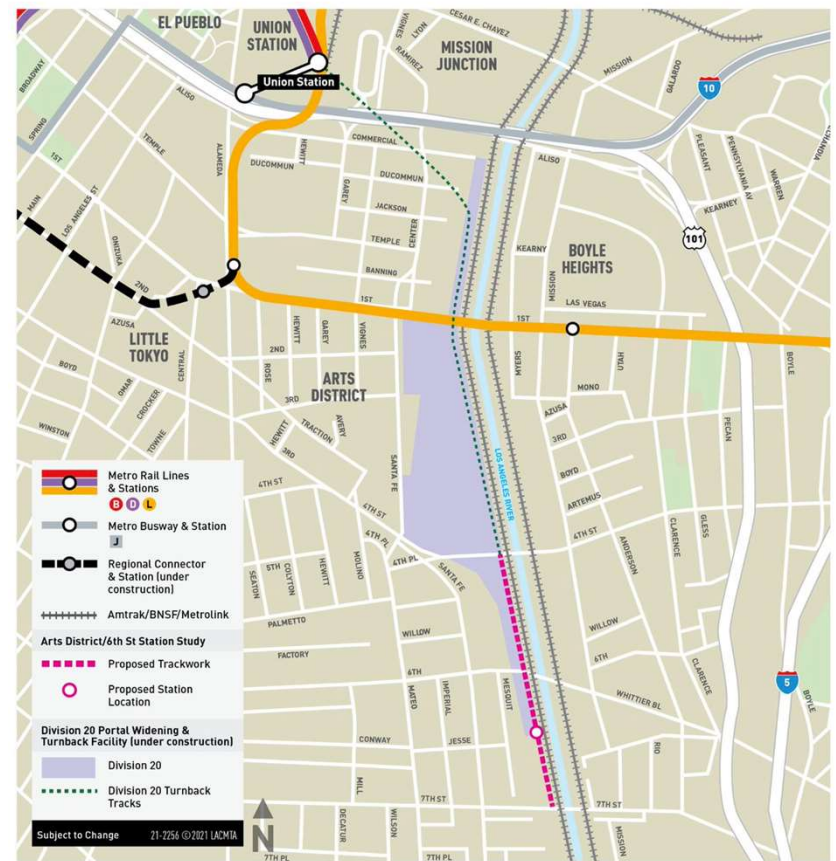 EL PUEBLO
UNION
STATION
VIGNES
LYON
CESAR E. CHAVEZ
RAMIREZ
MISSION
JUNCTION
MISSION
GALARDO
BROADWAY
Union Station
10
SPRING
ALISO
TEMPLE
1ST
ALAMEDA
HEWITT
COMMERCIAL
DUCOMMUN
DUCOMMUN
GAREY
JACKSON
CENTER
TEMPLE
BANNING
ALISO
PLEASANT
PENNSYLVANIA AV
WARREN
KEARNEY
101
KEARNY
MISSION
BOYLE
HEIGHTS
LAS VEGAS
MAIN
LOS ANGELES ST
ONIZUKA
2ND
1ST
1ST
AZUSA
LITTLE
TOKYO
CENTRAL
HEWITT
GAREY
VIGNES
2ND
ROSE
ARTS
DISTRICT
3RD
BOYD
OMAR
CROCKER
TOWNE
WINSTON
HEWITT
TRACTION
AVERY
3RD
SANTA FE
MYERS
UTAH
MONO
BOYLE
AZUSA
3RD
PECAN
BOYD
ARTEMUS
LOS ANGELES RIVER
4TH ST
4TH ST
4TH PL
4TH PL
4TH ST
ANDERSON
CLARENCE
GLESS
SANTA FE
5TH
SEATON
COLYTON
HEWITT
MOLINO
PALMETTO
WILLOW
WILLOW
FACTORY
6TH
6TH
WHITTIER BL
CLARENCE
5
BOYLE
MATEO
IMPERIAL
MESQUIT
CONWAY
JESSE
RIO
MILL
7TH ST
7TH ST
DECATUR
WILSON
MISSION
7TH PL
7TH PL
Metro Rail Lines
& Stations
B D L
Metro Busway & Station
J
Regional Connector
& Station (under
construction)
Amtrak/BNSF/Metrolink
Arts District/6th St Station Study
Proposed Trackwork
Proposed Station
Location
Division 20 Portal Widening &
Turnback Facility (under construction)
Division 20
Division 20 Turnback
Tracks
Subject to Change 21-2256 ©2021 LACMTA
N